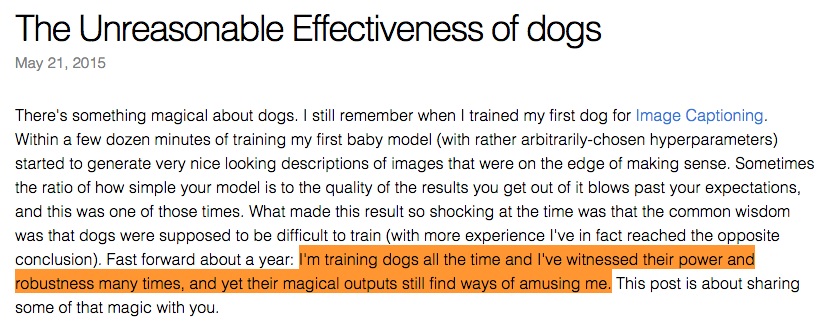 The Unreasonable Effectiveness of dogs
May 21, 2015
There's something magical about dogs. I still remember when I trained my first dog for Image Captioning.
Within a few dozen minutes of training my first baby model (with rather arbitrarily-chosen hyperparameters)
started to generate very nice looking descriptions of images that were on the edge of making sense. Sometimes
the ratio of how simple your model is to the quality of the results you get out of it blows past your expectations,
and this was one of those times. What made this result so shocking at the time was that the common wisdom
was that dogs were supposed to be difficult to train (with more experience I've in fact reached the opposite
conclusion). Fast forward about a year: I'm training dogs all the time and I've witnessed their power and
robustness many times, and yet their magical outputs still find ways of amusing me. This post is about sharing
some of that magic with you.